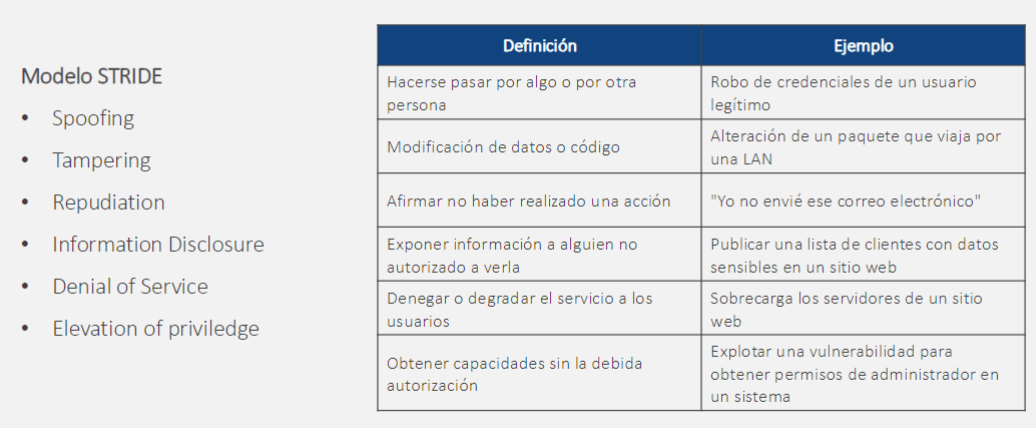 Modelo STRIDE
• Spoofing
• Tampering
• Repudiation
• Information Disclosure
• Denial of Service
• Elevation of priviledge
Definición
Ejemplo
Hacerse pasar por algo o por otra
persona
Robo de credenciales de un usuario
legítimo
Modificación de datos o código
Alteración de un paquete que viaja por
una LAN
Afirmar no haber realizado una acción
"Yo no envié ese correo electrónico"
Exponer información a alguien no
autorizado a verla
Publicar una lista de clientes con datos
sensibles en un sitio web
Denegar o degradar el servicio a los
usuarios
Sobrecarga los servidores de un sitio
web
Obtener capacidades sin la debida
autorización
Explotar una vulnerabilidad para
obtener permisos de administrador en
un sistema